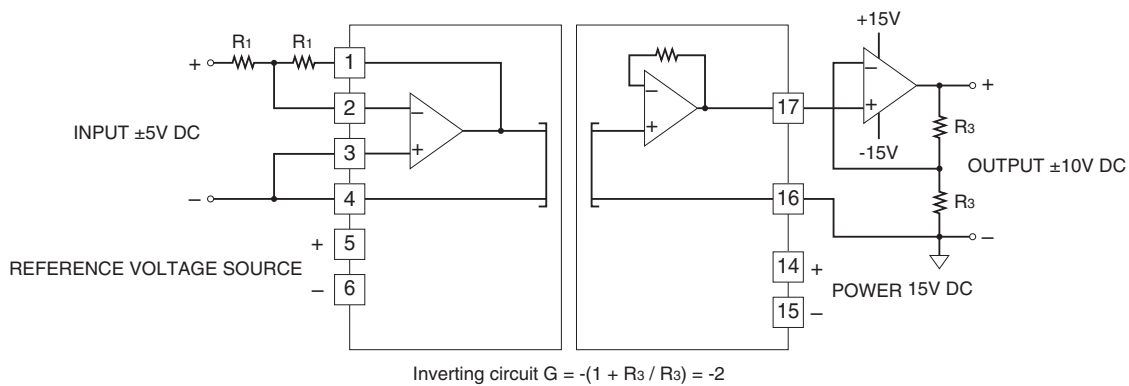 +15V
R1 R1
+ 1
2 − − − 17 − +
INPUT ±5V DC
3 + + + R3
-15V
OUTPUT ±10V DC
− 4 16 R3
−
+ 5
REFERENCE VOLTAGE SOURCE
− 6
14 +
POWER 15V DC
15 −
Inverting circuit G = -(1 + R3 / R3) = -2